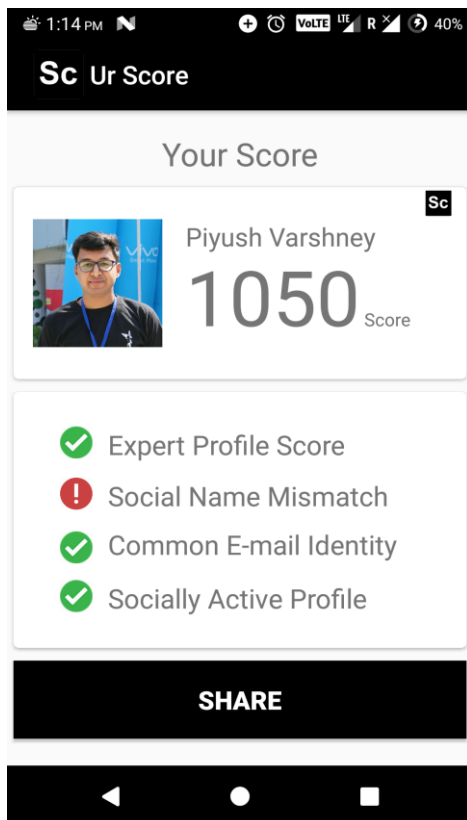 1:14 PM VoLTE LTE R 40%
Sc Ur Score
Your Score
Sc
vivo
Piyush Varshney
1050 Score
Expert Profile Score
Social Name Mismatch
Common E-mail Identity
Socially Active Profile
SHARE